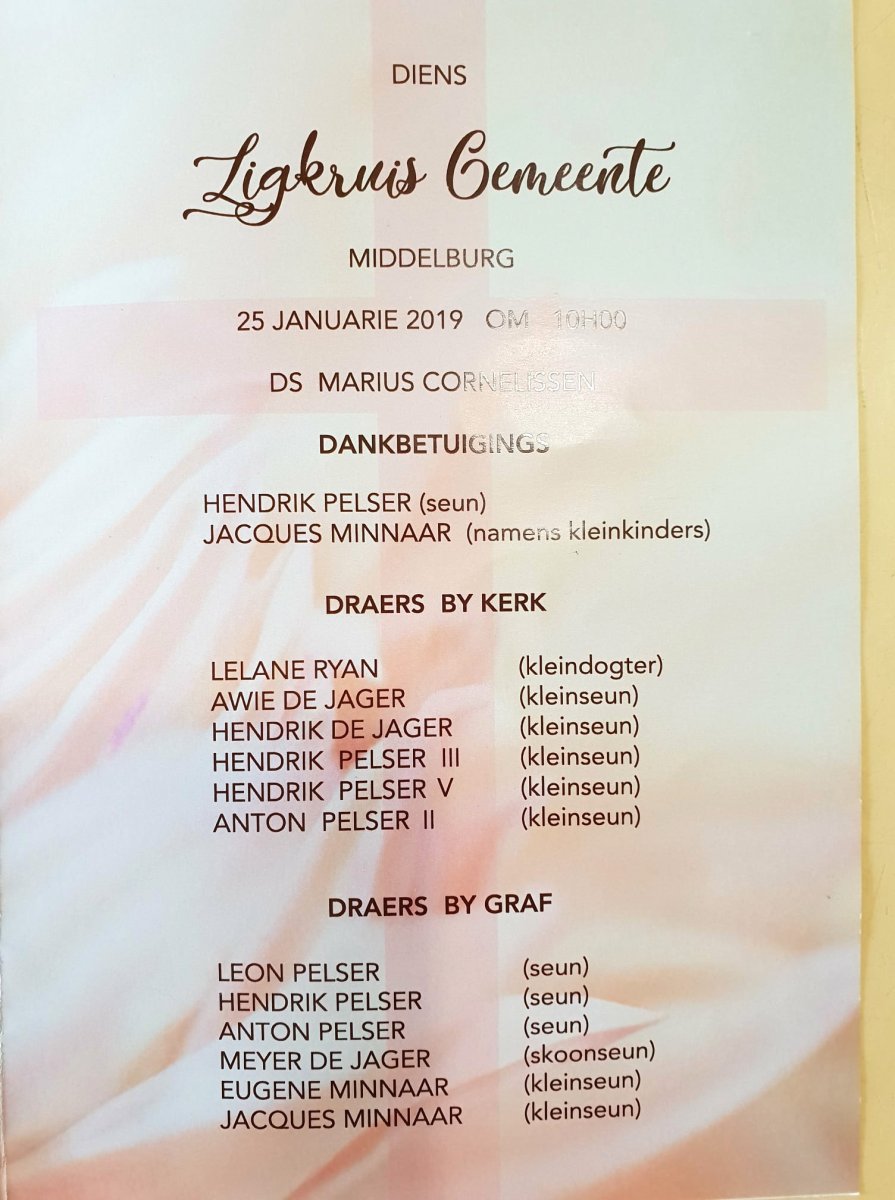 DIENS
Ligkruis Gemeente
MIDDELBURG
25 JANUARIE 2019 OM 10H00
DS MARIUS CORNELISSEN
DANKBETUIGINGS
HENDRIK PELSER (seun)
JACQUES MINNAAR (namens kleinkinders)
DRAERS BY KERK
LELANE RYAN (kleindogter)
AWIE DE JAGER (kleinseun)
HENDRIK DE JAGER (kleinseun)
HENDRIK PELSER III (kleinseun)
HENDRIK PELSER V (kleinseun)
ANTON PELSER II (kleinseun)
DRAERS BY GRAF
LEON PELSER (seun)
HENDRIK PELSER (seun)
ANTON PELSER (seun)
MEYER DE JAGER (skoonseun)
EUGENE MINNAAR (kleinseun)
JACQUES MINNAAR (kleinseun)